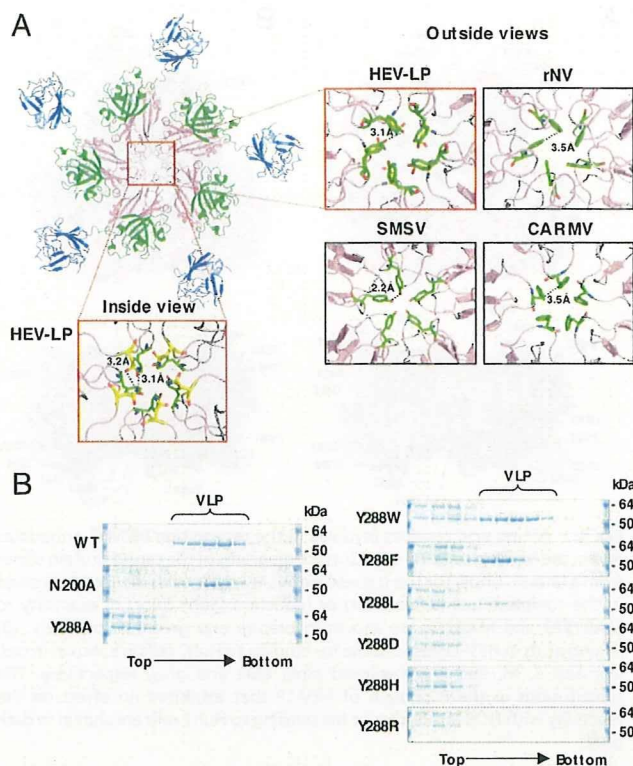 A
Outside views
HEV-LP
rNV
3.1Å
3.5Å
SMSV
CARMV
2.2Å
3.5Å
Inside view
HEV-LP
3.2Å
3.1Å
B
VLP
kDa
WT
64
50
N200A
64
50
Y288A
64
50
Top
Bottom
VLP
kDa
Y288W
64
50
Y288F
64
50
Y288L
64
50
Y288D
64
50
Y288N
64
50
Y288R
64
50
Top
Bottom